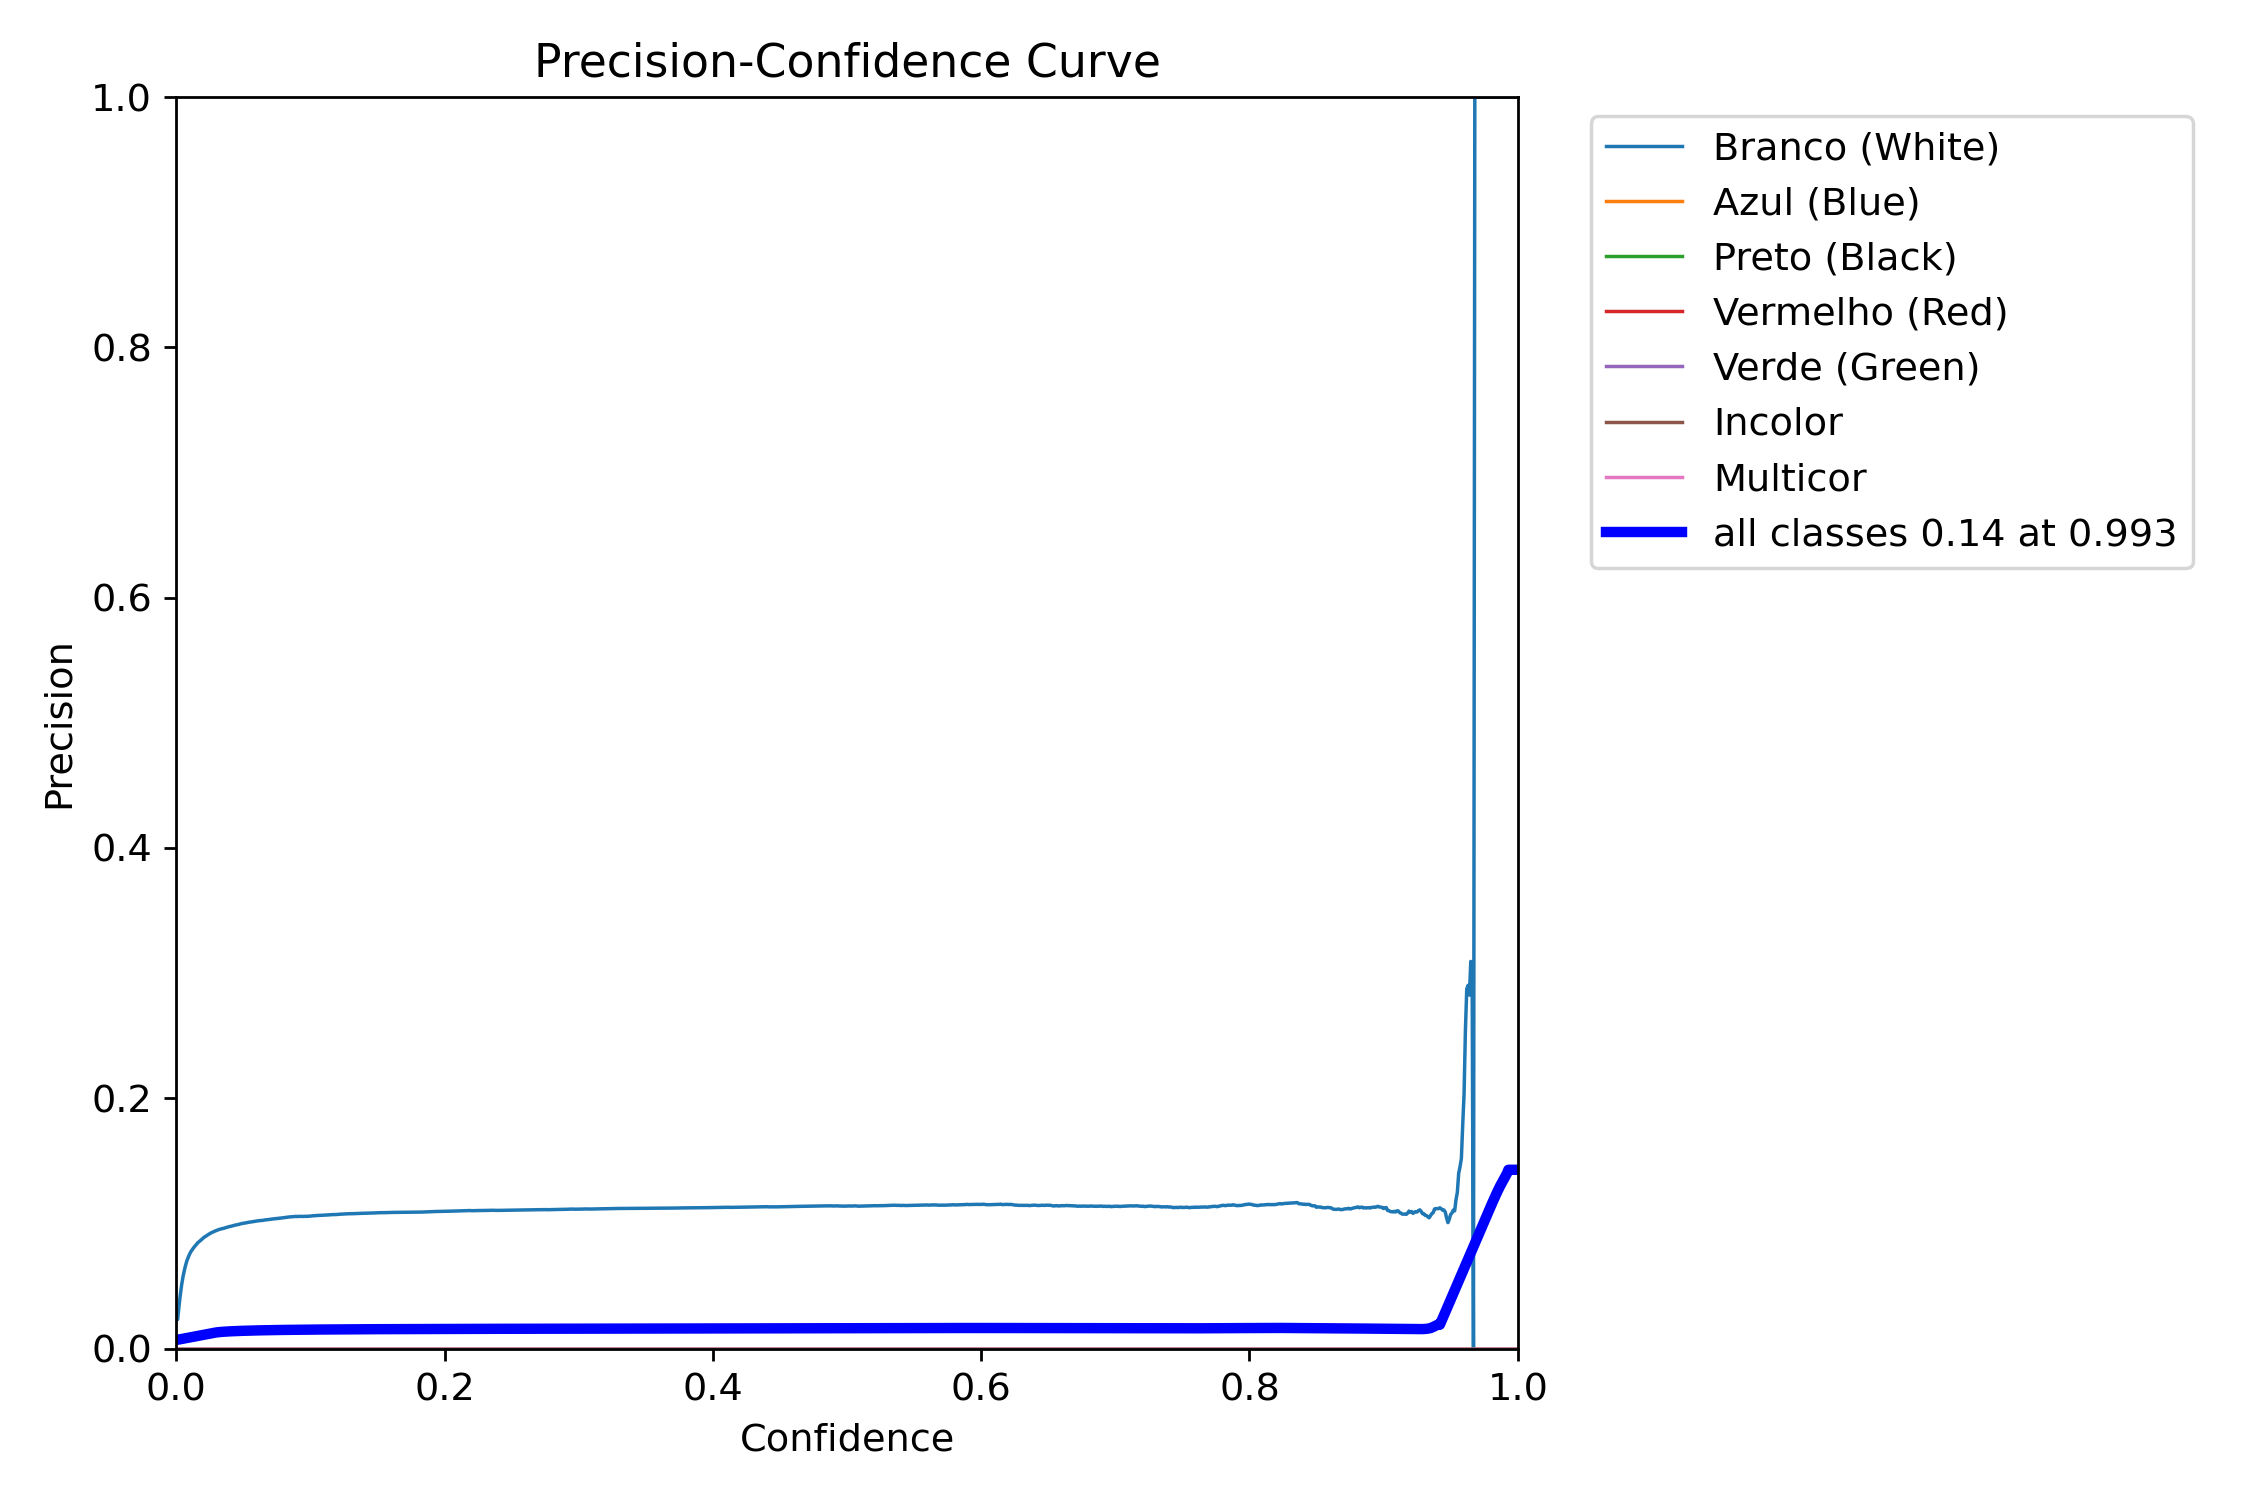 Precision-Confidence Curve
1.0
0.8
0.6
0.4
0.2
0.0
Precision
0.0 0.2 0.4 0.6 0.8 1.0
Confidence
Branco (White)
Azul (Blue)
Preto (Black)
Vermelho (Red)
Verde (Green)
Incolor
Multicor
all classes 0.14 at 0.993